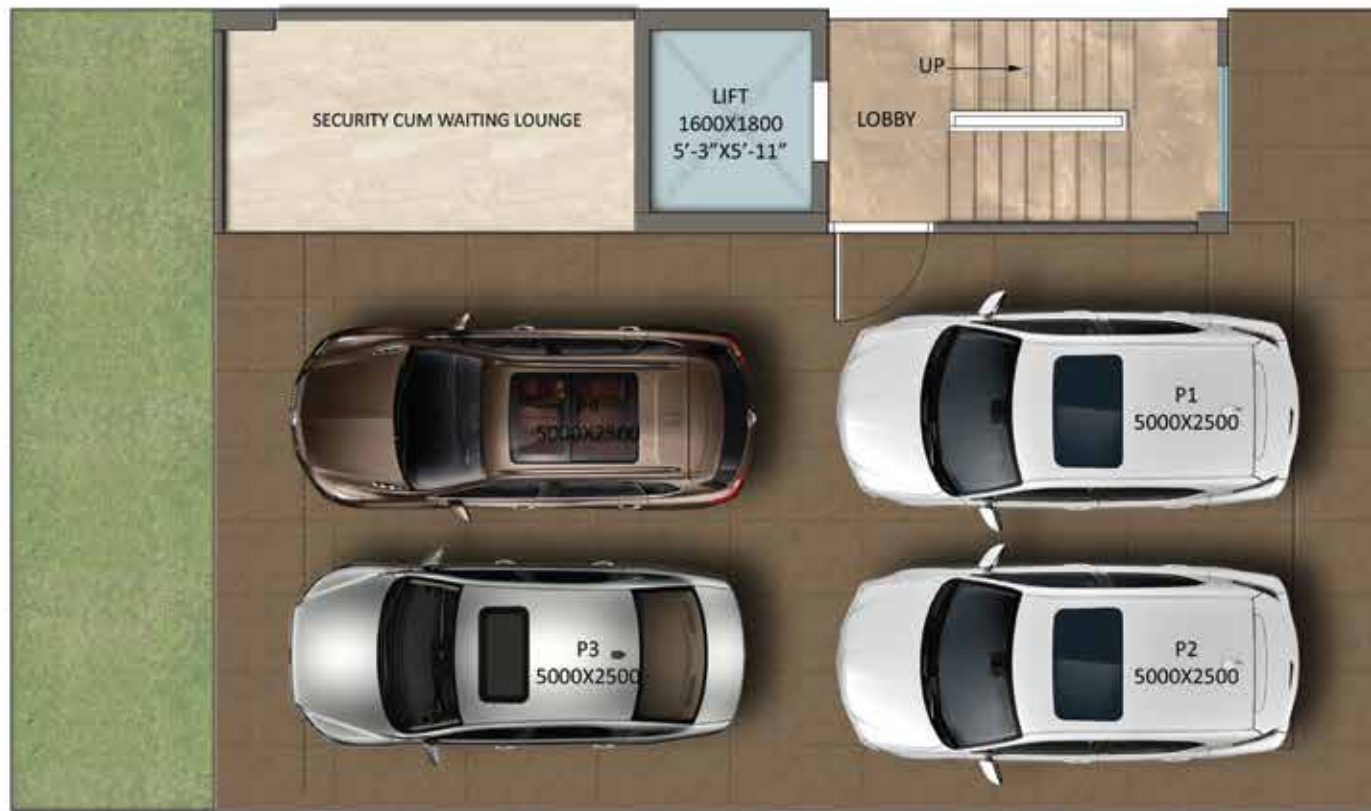 SECURITY CUM WAITING LOUNGE
LIFT
1600X1800
5'-3"X5'-11"
UP
LOBBY
P4
5000X2500
P1
5000X2500
P3
5000X2500
P2
5000X2500